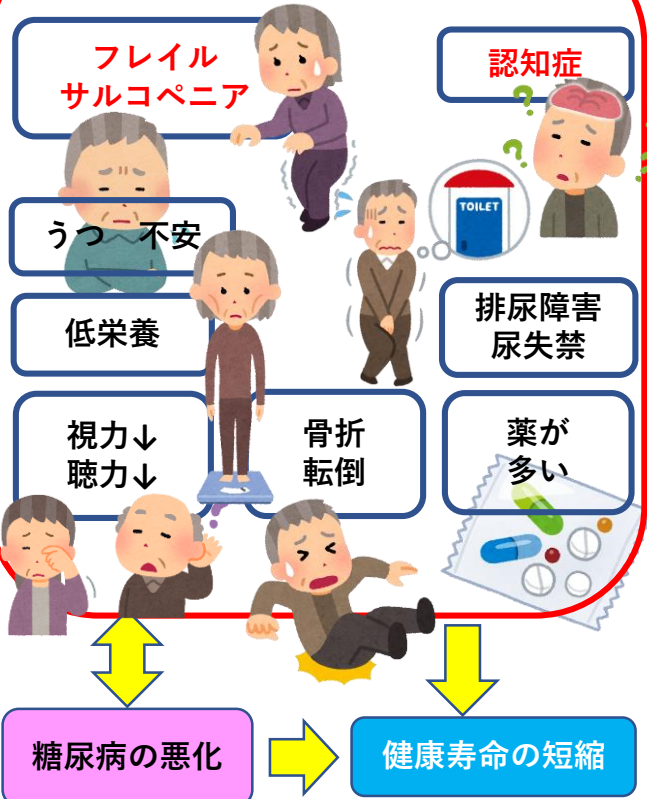 フレイル
サルコペニア
認知症
TOILET
うつ　不安
低栄養
排尿障害
尿失禁
視力↓
聴力↓
骨折
転倒
薬が
多い
糖尿病の悪化
健康寿命の短縮